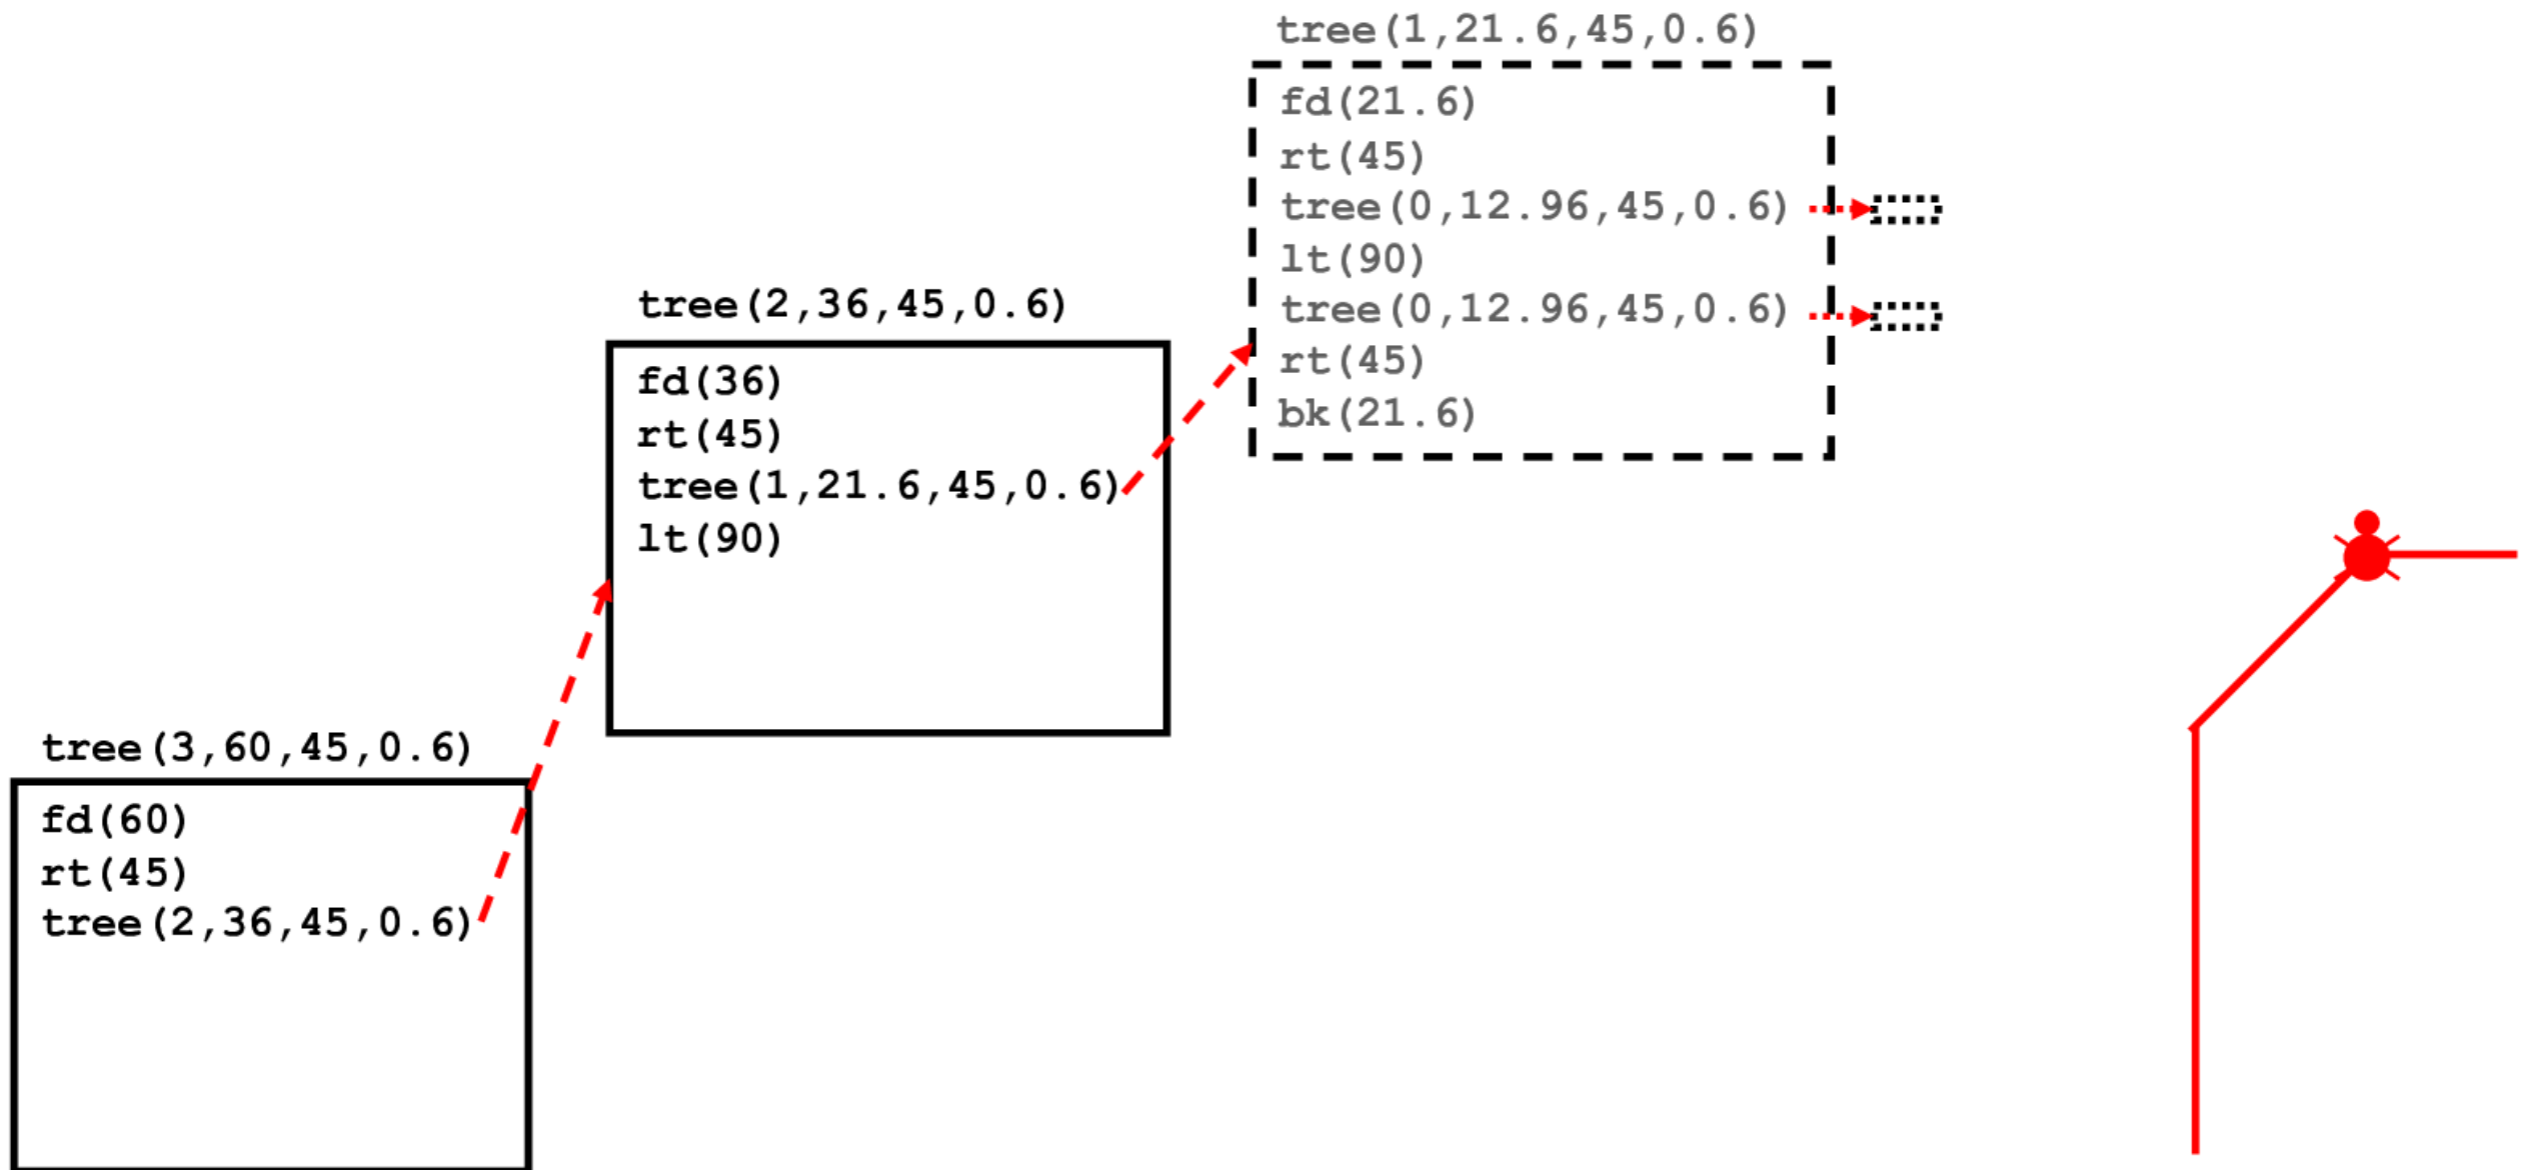 tree(1,21.6,45,0.6)
fd(21.6)
rt(45)
tree(0,12.96,45,0.6)
lt(90)
tree(0,12.96,45,0.6)
rt(45)
bk(21.6)
tree(2,36,45,0.6)
fd(36)
rt(45)
tree(1,21.6,45,0.6)
lt(90)
tree(3,60,45,0.6)
fd(60)
rt(45)
tree(2,36,45,0.6)